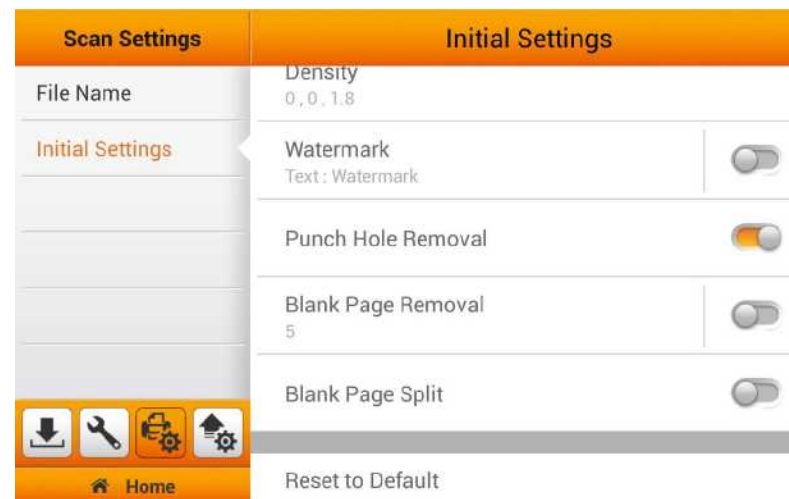 Scan Settings
Initial Settings
File Name
Initial Settings
Home
Density
0 , 0 , 1.8
Watermark
Text : Watermark
Punch Hole Removal
Blank Page Removal
5
Blank Page Split
Reset to Default